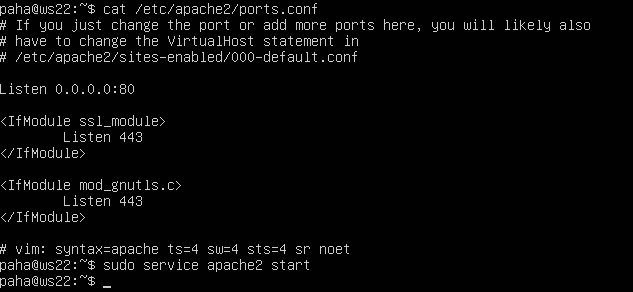 paha@ws22:~$ cat /etc/apache2/ports.conf
# If you just change the port or add more ports here, you will likely also
# have to change the VirtualHost statement in
# /etc/apache2/sites-enabled/000-default.conf
Listen 0.0.0.0:80
<IfModule ssl_module>
Listen 443
</IfModule>
<IfModule mod_gnutls.c>
Listen 443
</IfModule>
# vim: syntax=apache ts=4 sw=4 sts=4 sr noet
paha@ws22:~$ sudo service apache2 start
paha@ws22:~$ _